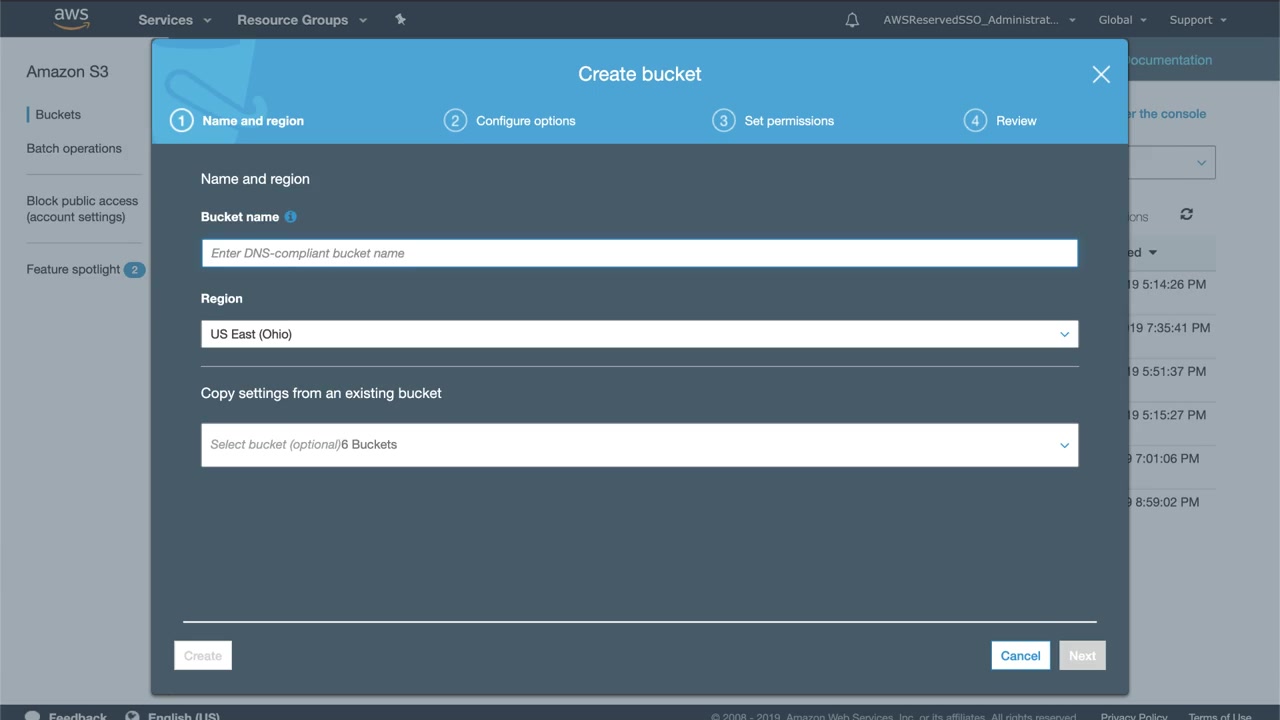 aws Services Resource Groups AWSReservedSSO_Administrat... Global Support
Amazon S3
Buckets
Batch operations
Block public access
(account settings)
Feature spotlight 2
Create bucket
1 Name and region 2 Configure options 3 Set permissions 4 Review
Name and region
Bucket name
Enter DNS-compliant bucket name
Region
US East (Ohio)
Copy settings from an existing bucket
Select bucket (optional)6 Buckets
Create Cancel Next
ocumentation
the console
19 5:14:26 PM
19 7:35:41 PM
19 5:51:37 PM
19 5:15:27 PM
9 7:01:06 PM
9 8:59:02 PM
Feedback English (US) © 2008 - 2019, Amazon Web Services, Inc. or its affiliates. All rights reserved. Privacy Policy Terms of Use